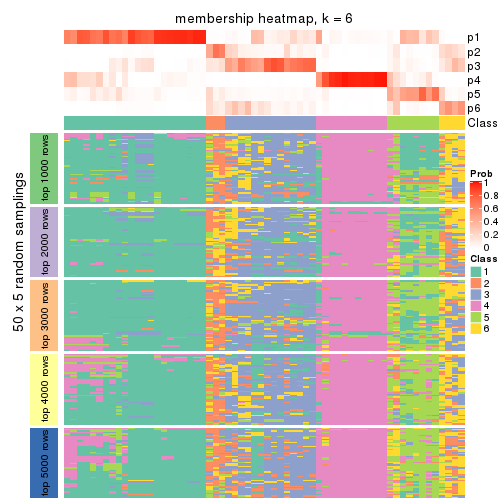 membership heatmap, k = 6
p1
p2
p3
p4
p5
p6
Class
50 x 5 random samplings
top 1000 rows
top 2000 rows
top 3000 rows
top 4000 rows
top 5000 rows
Prob
1
0.8
0.6
0.4
0.2
0
Class
1
2
3
4
5
6